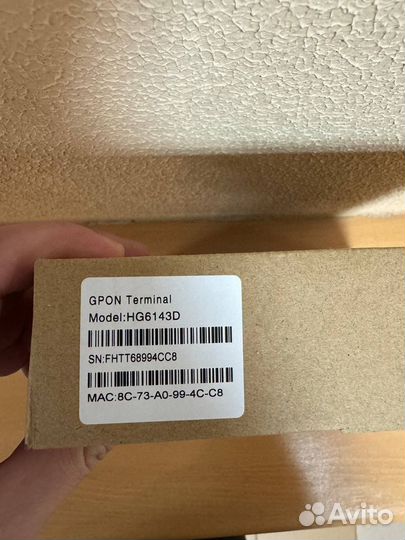 GPON Terminal
Model:HG6143D
SN:FHTT68994CC8
MAC:8C-73-A0-99-4C-C8
Avito